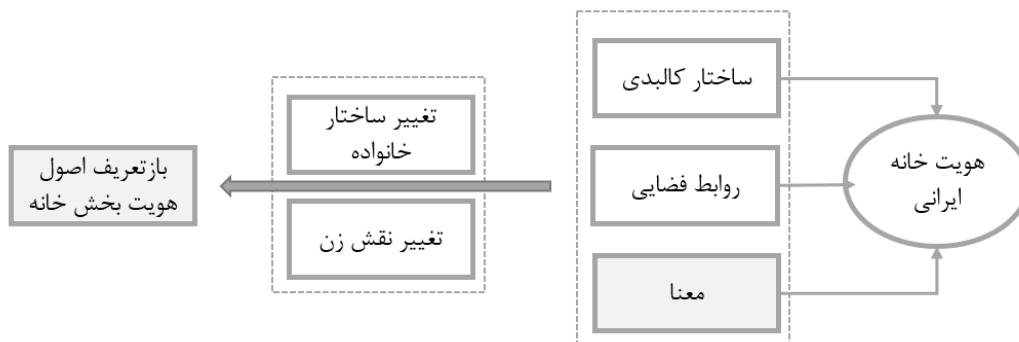 ساختار کالبدی
روابط فضایی
معنا
هویت خانه
ایرانی
تغییر ساختار
خانواده
تغییر نقش زن
بازتعریف اصول
هویت بخش خانه